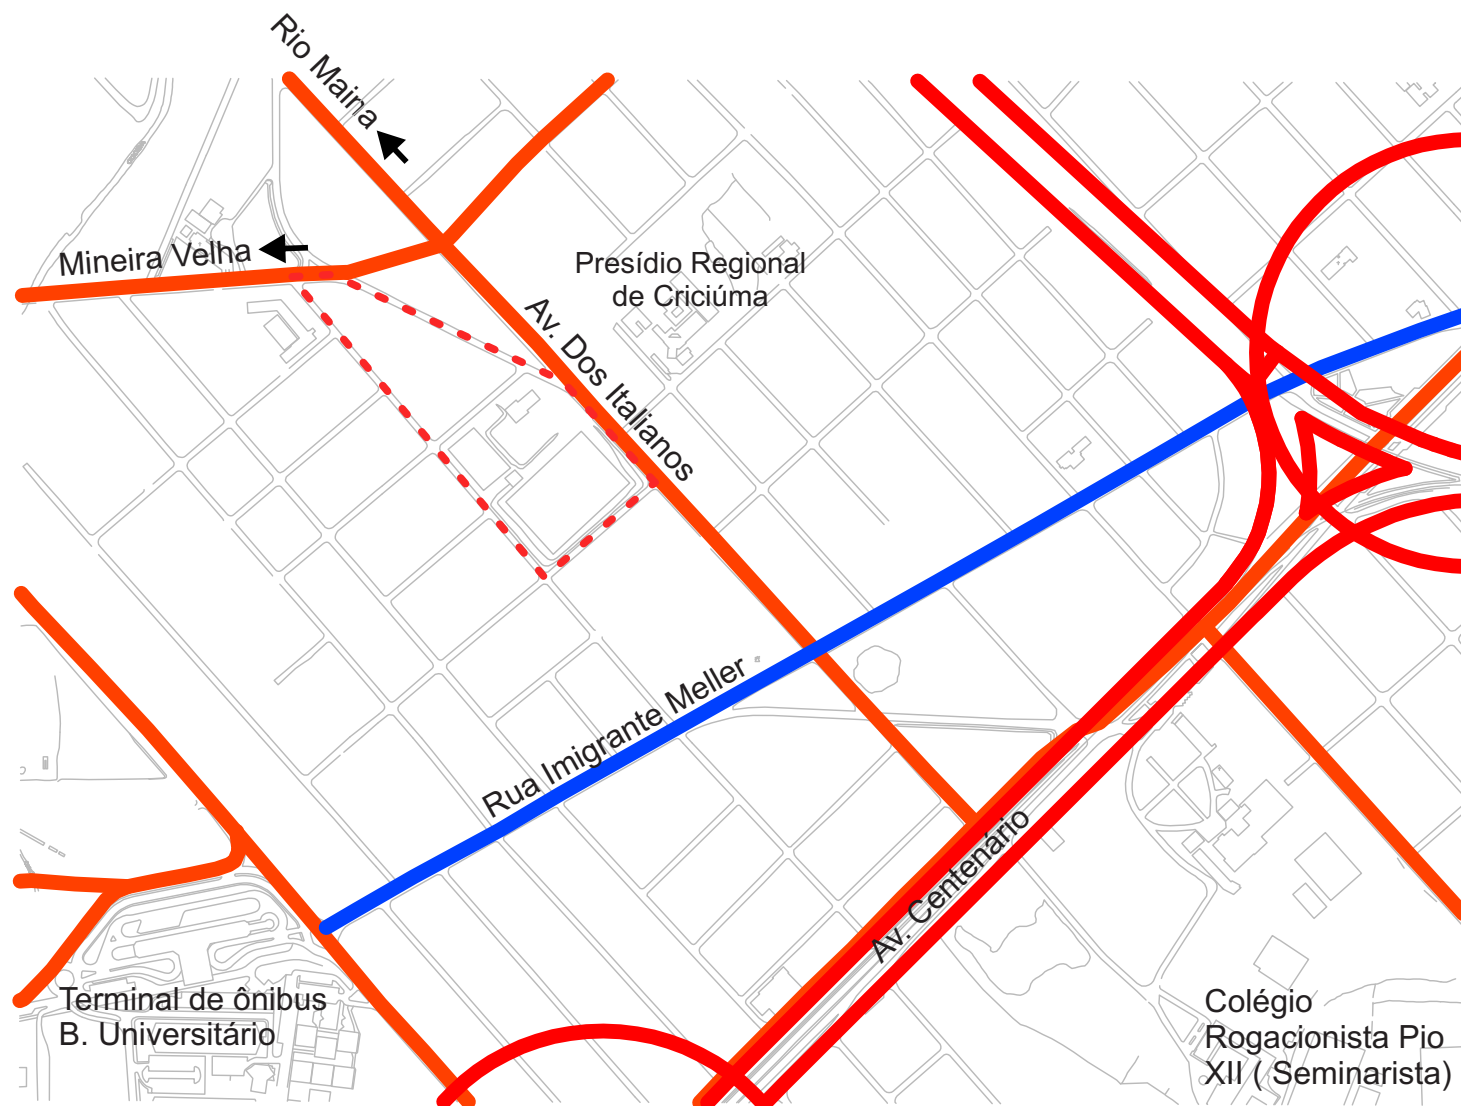 Rio Maina
Mineira Velha
Presídio Regional
de Criciúma
Av. Dos Italianos
Rua Imigrante Meller
Av. Centenário
Terminal de ônibus
B. Universitário
Colégio
Rogacionista Pio
XII ( Seminarista)